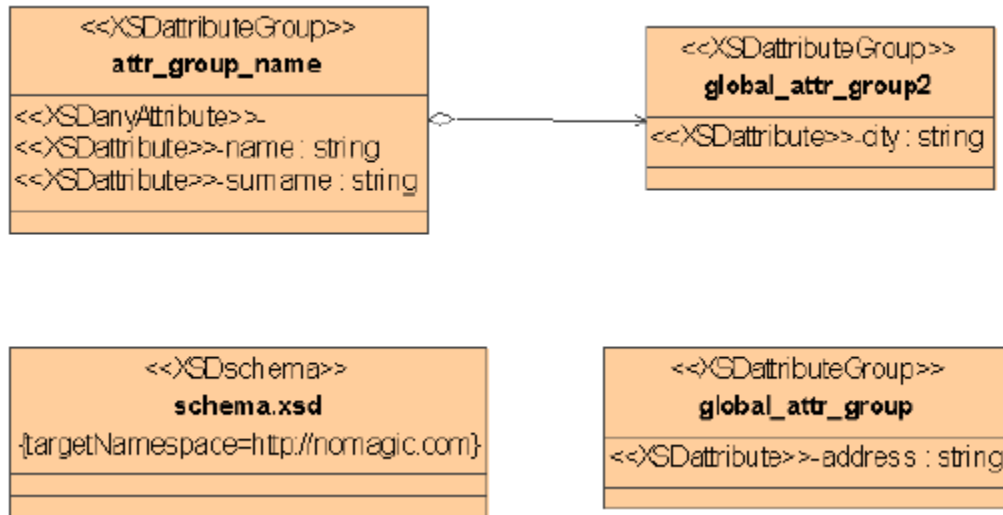 <<XSDattributeGroup>>
attr_group_name
<<XSDanyAttribute>>-
<<XSDattribute>>-name : string
<<XSDattribute>>-surname : string
<<XSDattributeGroup>>
global_attr_group2
<<XSDattribute>>-city : string
<<XSDschema>>
schema.xsd
{targetNamespace=http://nomagic.com}
<<XSDattributeGroup>>
global_attr_group
<<XSDattribute>>-address : string